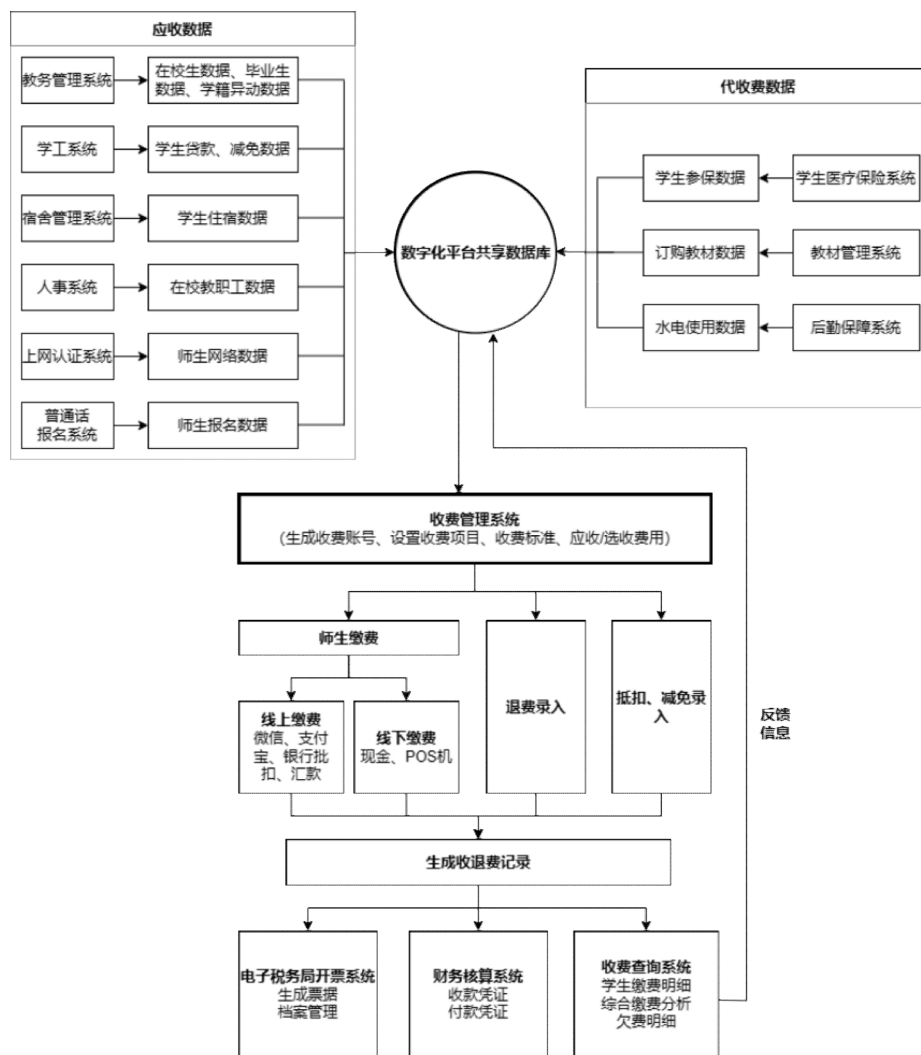 应收数据
教务管理系统
在校生数据、毕业生
数据、学籍异动数据
学工系统
学生贷款、减免数据
宿舍管理系统
学生住宿数据
人事系统
在校教职工数据
上网认证系统
师生网络数据
普通话
报名系统
师生报名数据
数字化平台共享数据库
代收费数据
学生参保数据
学生医疗保险系统
订购教材数据
教材管理系统
水电使用数据
后勤保障系统
收费管理系统
（生成收费账号、设置收费项目、收费标准、应收/选收费用）
师生缴费
线上缴费
微信、支付
宝、银行批
扣、汇款
线下缴费
现金、POS机
退费录入
抵扣、减免录
入
反馈
信息
生成收退费记录
电子税务局开票系统
生成票据
档案管理
财务核算系统
收款凭证
付款凭证
收费查询系统
学生缴费明细
综合缴费分析
欠费明细